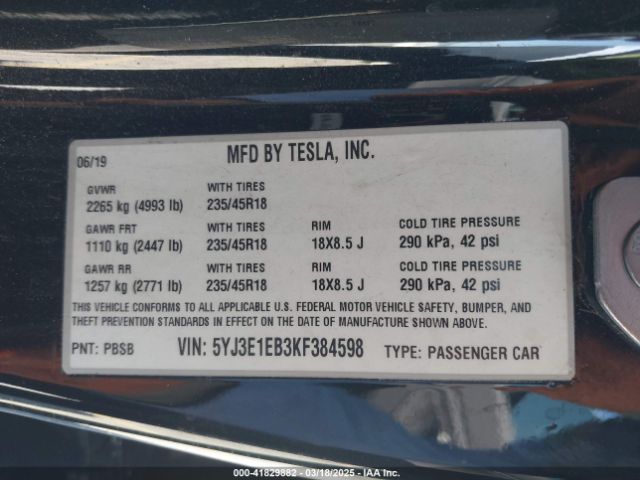 06/19 MFD BY TESLA, INC.
GVWR WITH TIRES
2265 kg (4993 lb) 235/45R18
GAWR FRT WITH TIRES RIM COLD TIRE PRESSURE
1110 kg (2447 lb) 235/45R18 18X8.5 J 290 kPa, 42 psi
GAWR RR WITH TIRES RIM COLD TIRE PRESSURE
1257 kg (2771 lb) 235/45R18 18X8.5 J 290 kPa, 42 psi
THIS VEHICLE CONFORMS TO ALL APPLICABLE U.S. FEDERAL MOTOR VEHICLE SAFETY, BUMPER, AND
THEFT PREVENTION STANDARDS IN EFFECT ON THE DATE OF MANUFACTURE SHOWN ABOVE.
PNT: PBSB VIN: 5YJ3E1EB3KF384598 TYPE: PASSENGER CAR
000-41829882 - 03/18/2025 - IAA Inc.